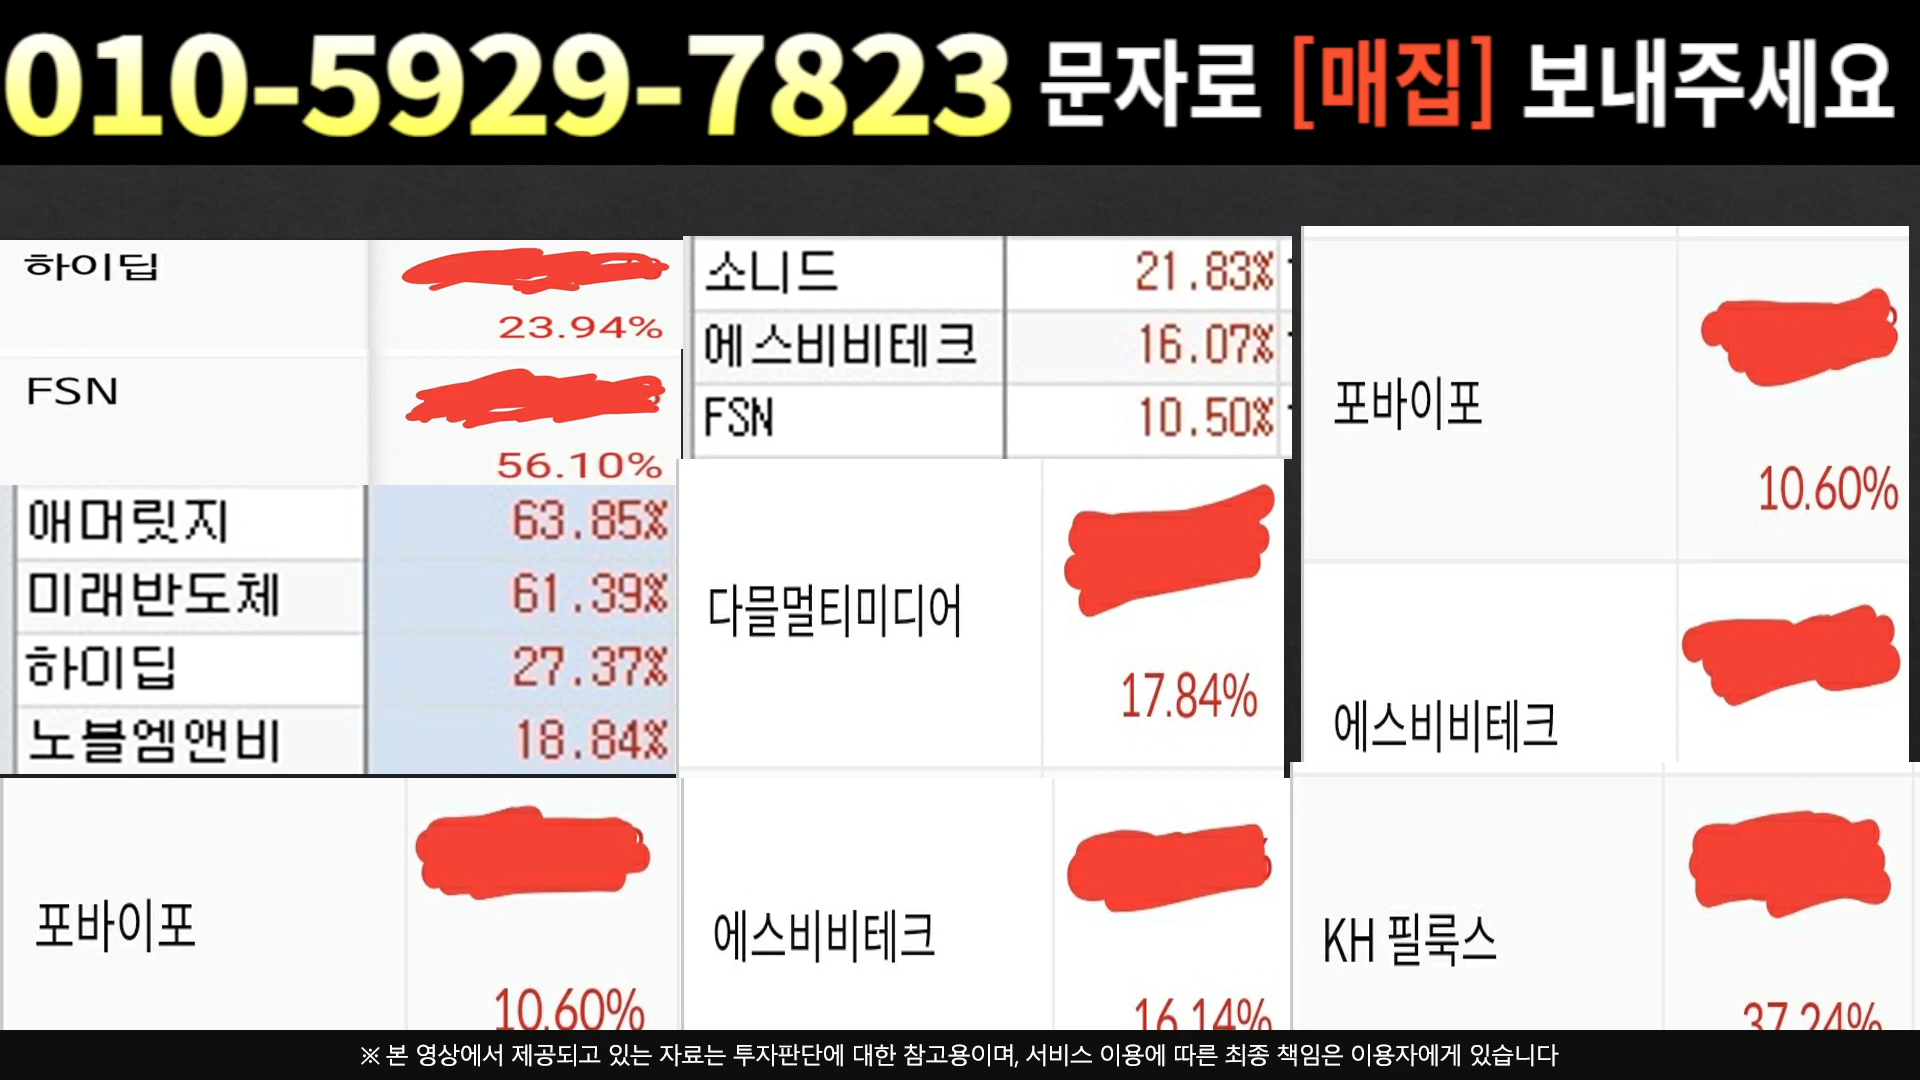 010-5929-7823 문자로 [매집] 보내주세요
하이딥
23.94%
FSN
56.10%
애머릿지 63.85%
미래반도체 61.39%
하이딥 27.37%
노블엠앤비 18.84%
소니드 21.83%
에스비비테크 16.07%
FSN 10.50%
다믈멀티미디어
17.84%
포바이포
10.60%
에스비비테크
포바이포
10.60%
에스비비테크
16.14%
KH 필룩스
37.24%
※ 본 영상에서 제공되고 있는 자료는 투자판단에 대한 참고용이며, 서비스 이용에 따른 최종 책임은 이용자에게 있습니다